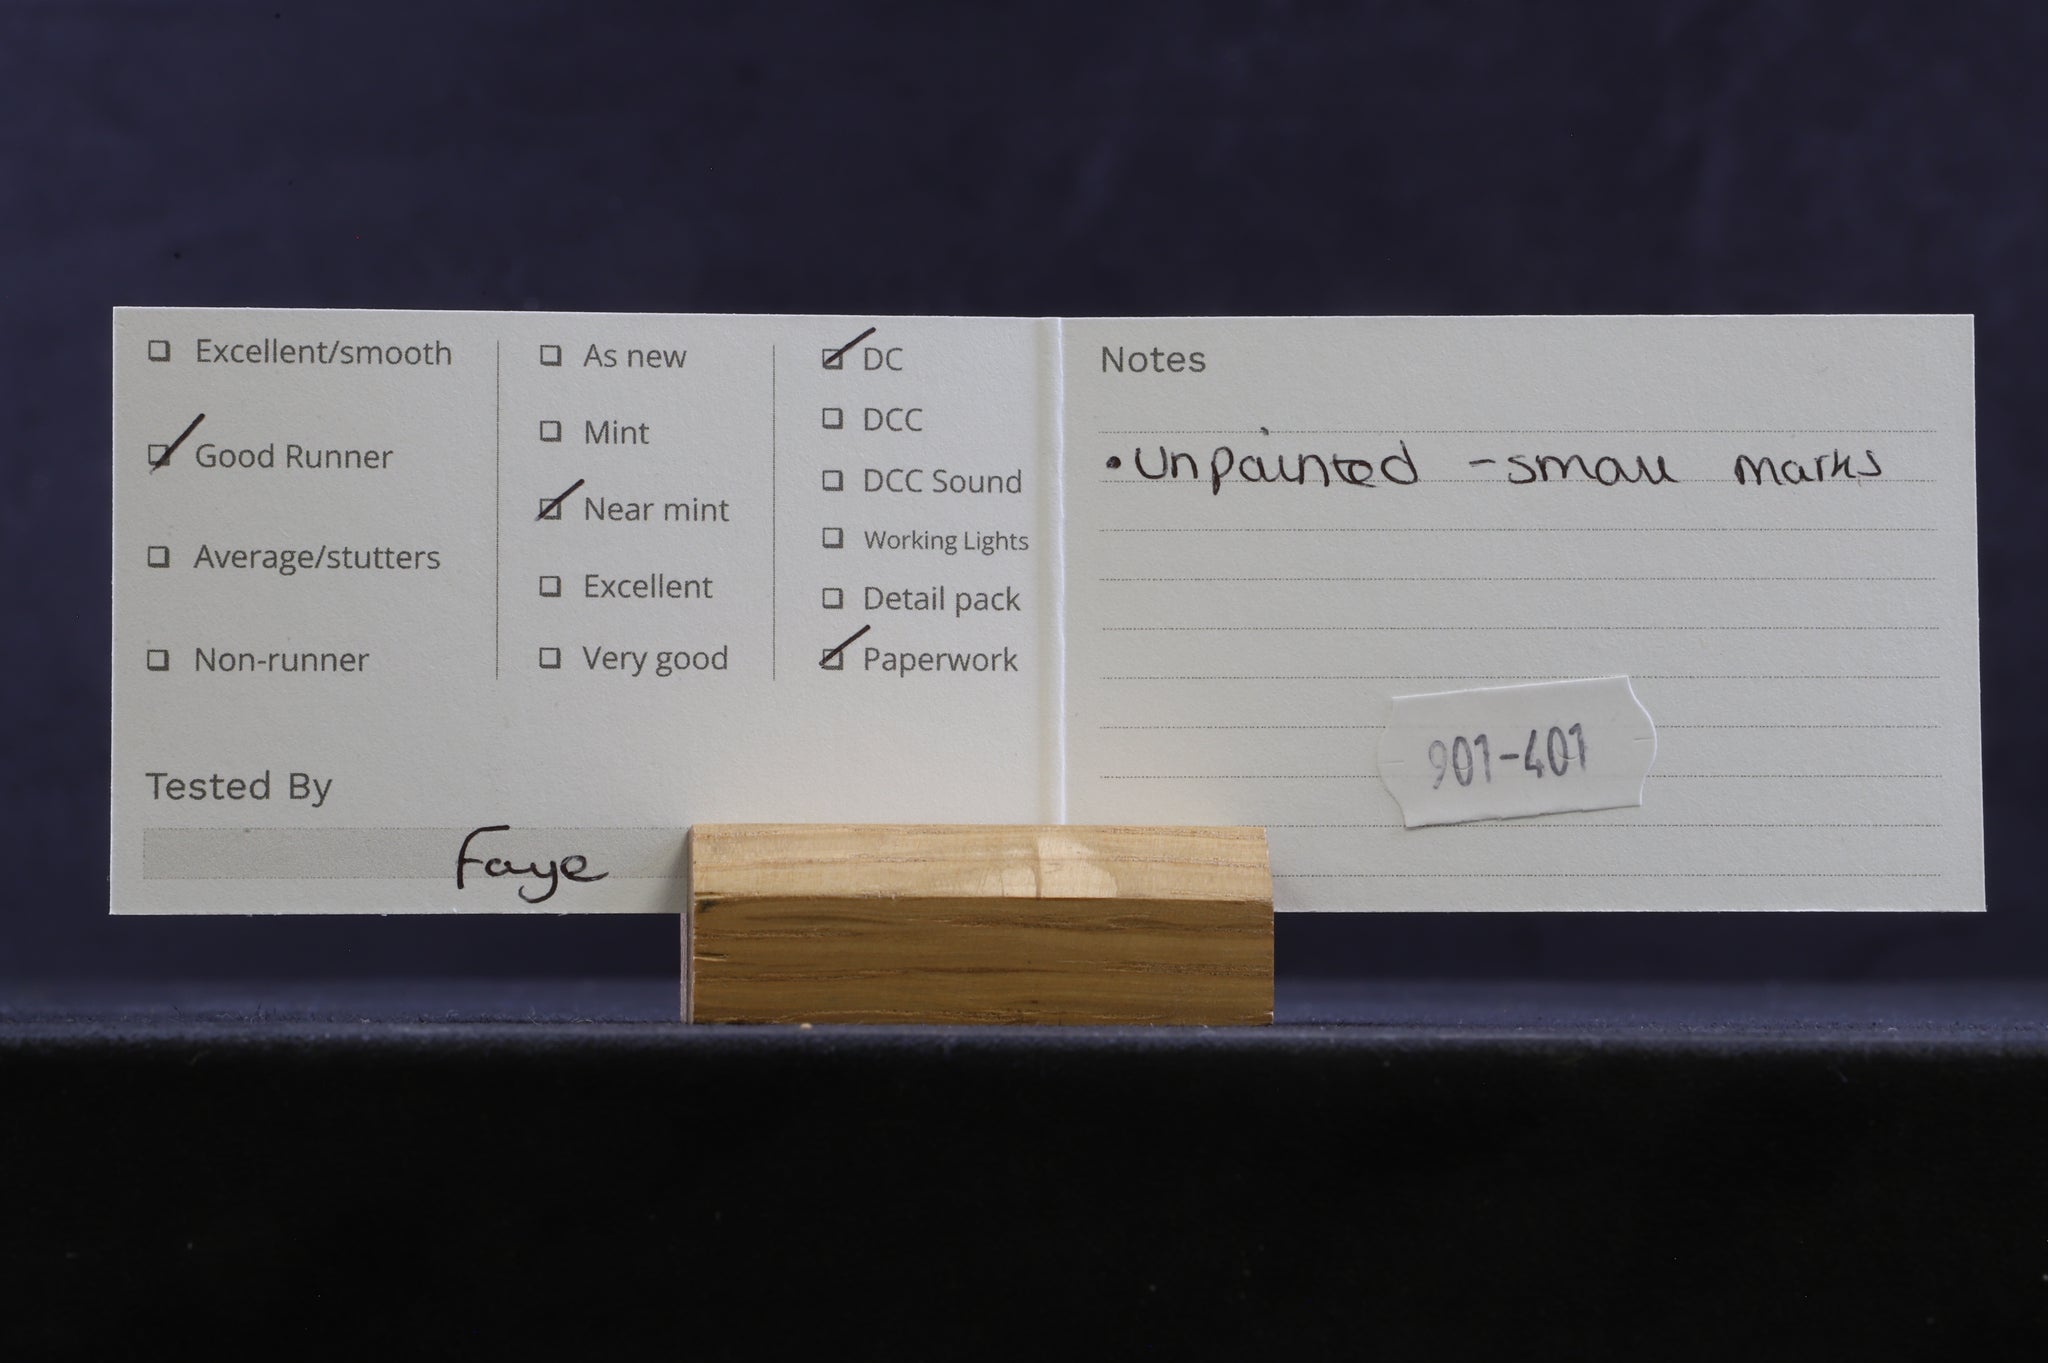 Excellent/smooth
Good Runner
Average/stutters
Non-runner
As new
Mint
Near mint
Excellent
Very good
DC
DCC
DCC Sound
Working Lights
Detail pack
Paperwork
Tested By
Faye
Notes
• Unpainted - small marks
901-401